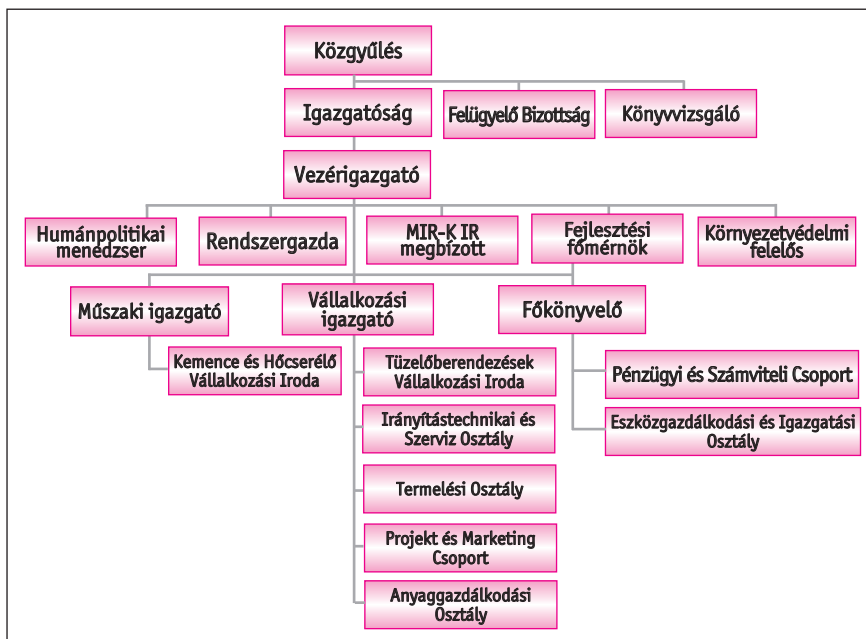 Közgyűlés
Igazgatóság
Felügyelő Bizottság
Könyvvizsgáló
Vezérigazgató
Humánpolitikai
menedzser
Rendszergazda
MIR-K IR
megbízott
Fejlesztési
főmérnök
Környezetvédelmi
felelős
Műszaki igazgató
Vállalkozási
igazgató
Főkönyvelő
Kemence és Hőcserélő
Vállalkozási Iroda
Tüzelőberendezések
Vállalkozási Iroda
Pénzügyi és Számviteli Csoport
Irányítástechnikai és
Szerviz Osztály
Eszközgazdálkodási és Igazgatási
Osztály
Termelési Osztály
Projekt és Marketing
Csoport
Anyaggazdálkodási
Osztály